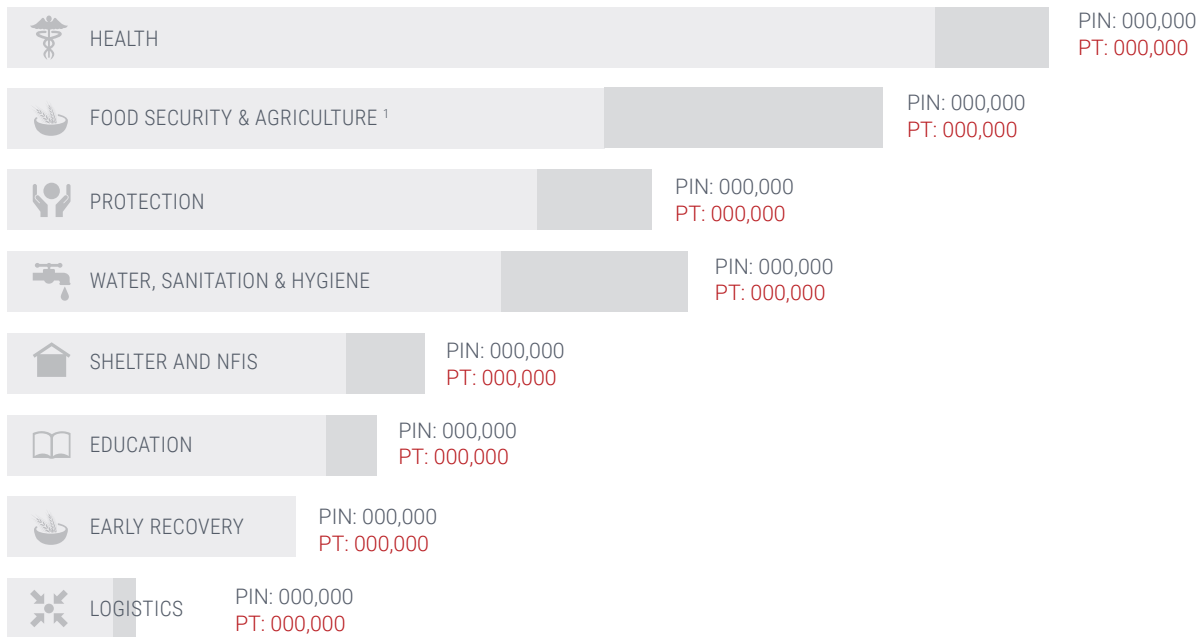 HEALTH
PIN: 000,000
PT: 000,000
FOOD SECURITY & AGRICULTURE 1
PIN: 000,000
PT: 000,000
PROTECTION
PIN: 000,000
PT: 000,000
WATER, SANITATION & HYGIENE
PIN: 000,000
PT: 000,000
SHELTER AND NFIS
PIN: 000,000
PT: 000,000
EDUCATION
PIN: 000,000
PT: 000,000
EARLY RECOVERY
PIN: 000,000
PT: 000,000
LOGISTICS
PIN: 000,000
PT: 000,000